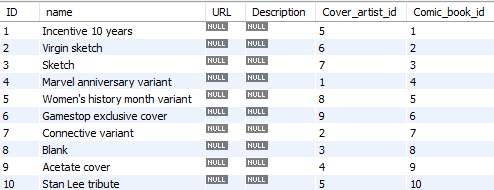 ID name URL Description Cover_artist_id Comic_book_id
1 Incentive 10 years NULL NULL 5 1
2 Virgin sketch NULL NULL 6 2
3 Sketch NULL NULL 7 3
4 Marvel anniversary variant NULL NULL 1 4
5 Women's history month variant NULL NULL 8 5
6 Gamestop exclusive cover NULL NULL 9 6
7 Connective variant NULL NULL 2 7
8 Blank NULL NULL 3 8
9 Acetate cover NULL NULL 4 9
10 Stan Lee tribute NULL NULL 5 10